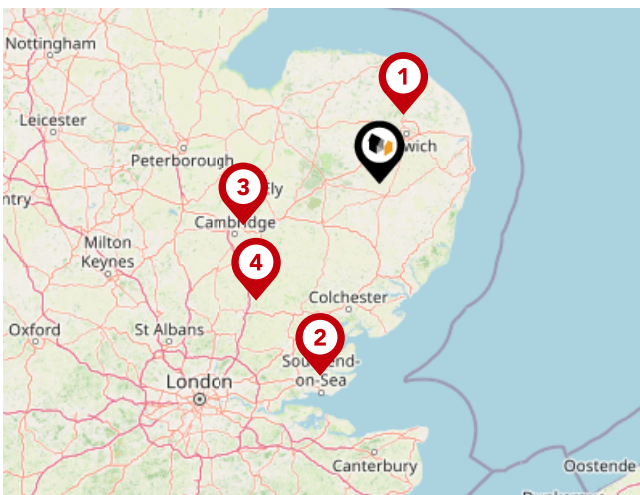 Nottingham
1
Leicester
wich
Peterborough
3
Ely
ntry
Cambridge
Milton
Keynes
4
Colchester
Oxford
St Albans
2
London
on-Sea
Canterbury
Oostende